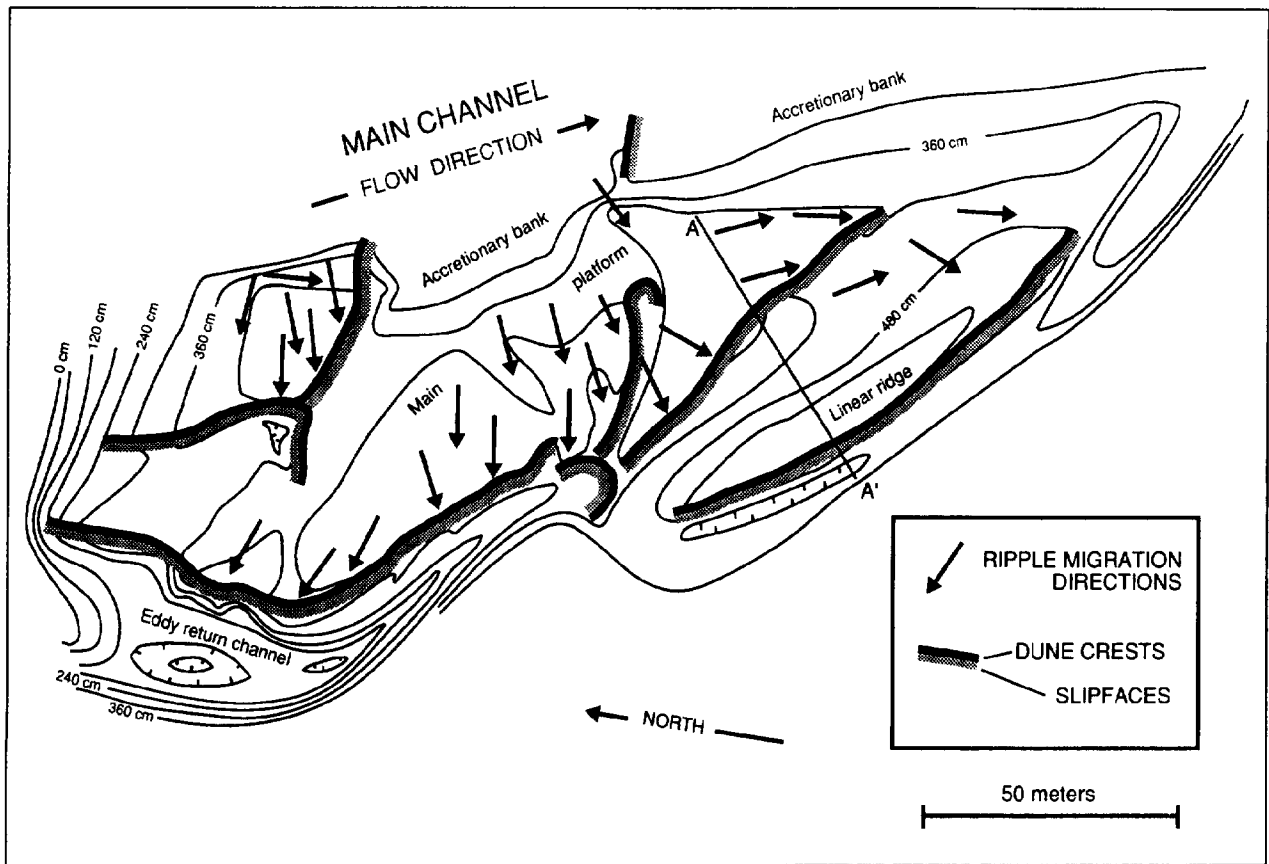 MAIN CHANNEL
FLOW DIRECTION
Accretionary bank
360 cm
Accretionary bank
platform
A
0 cm
120 cm
240 cm
360 cm
Main
480 cm
Linear ridge
A'
Eddy return channel
240 cm
360 cm
NORTH
RIPPLE MIGRATION
DIRECTIONS
DUNE CRESTS
SLIPFACES
50 meters